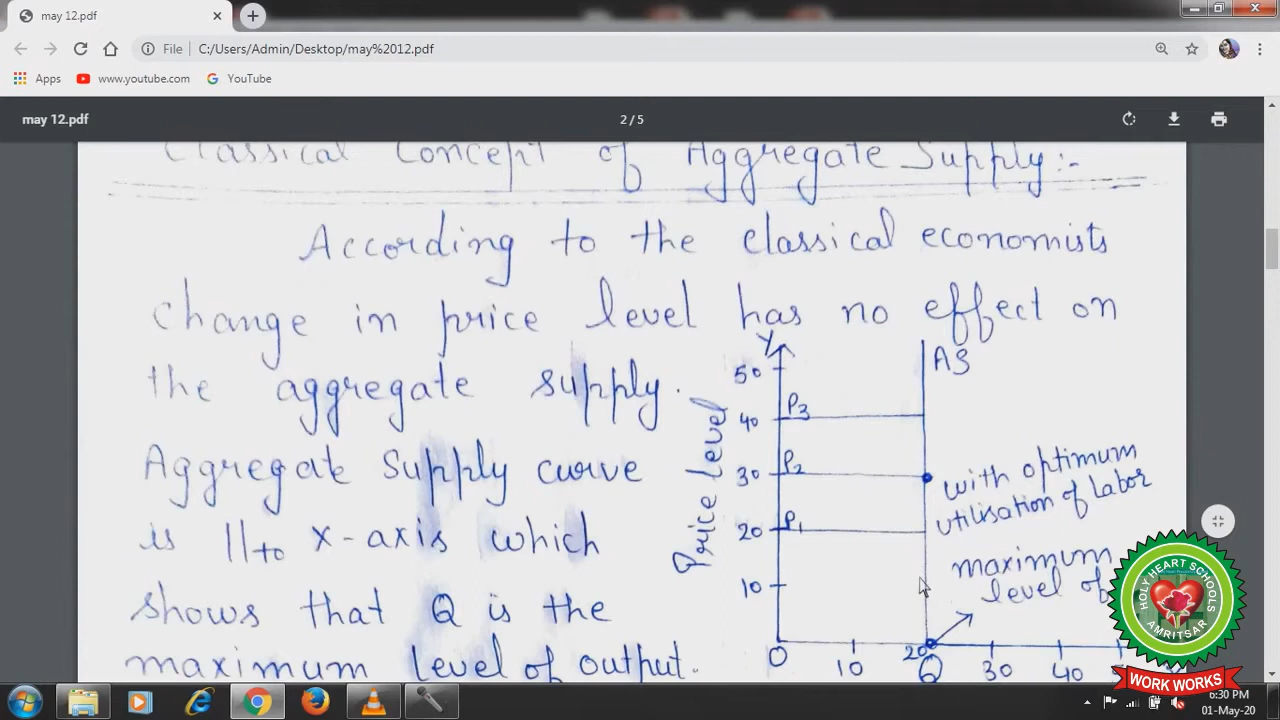 may 12.pdf
File C:/Users/Admin/Desktop/may%2012.pdf
Apps www.youtube.com YouTube
may 12.pdf 2 / 5
Classical Concept of Aggregate Supply:-
According to the classical economists
change in price level has no effect on
the aggregate supply.
Aggregate Supply curve
is || to x-axis which
shows that Q is the
maximum level of output.
Y
AS
50
P3
40
P2
30
P1
20
10
Price Level
with optimum
utilisation of labor
maximum
level of
O 10 20 30 40
Q
HOLY HEART SCHOOLS
AMRITSAR
WORK WORKS
6:30 PM
01-May-20